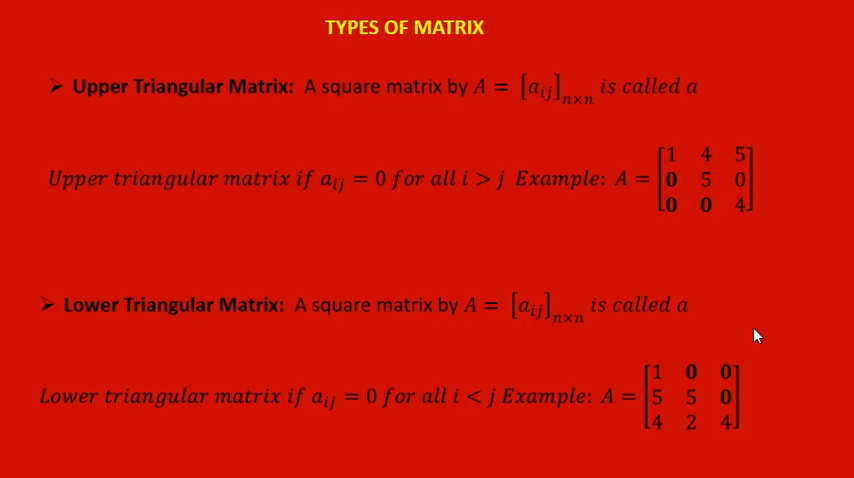 TYPES OF MATRIX
➢ Upper Triangular Matrix: A square matrix by A = [aᵢⱼ]ₙₓₙ is called a
Upper triangular matrix if aᵢⱼ = 0 for all i > j Example: A = [1 4 5
0 5 0
0 0 4]
➢ Lower Triangular Matrix: A square matrix by A = [aᵢⱼ]ₙₓₙ is called a
Lower triangular matrix if aᵢⱼ = 0 for all i < j Example: A = [1 0 0
5 5 0
4 2 4]